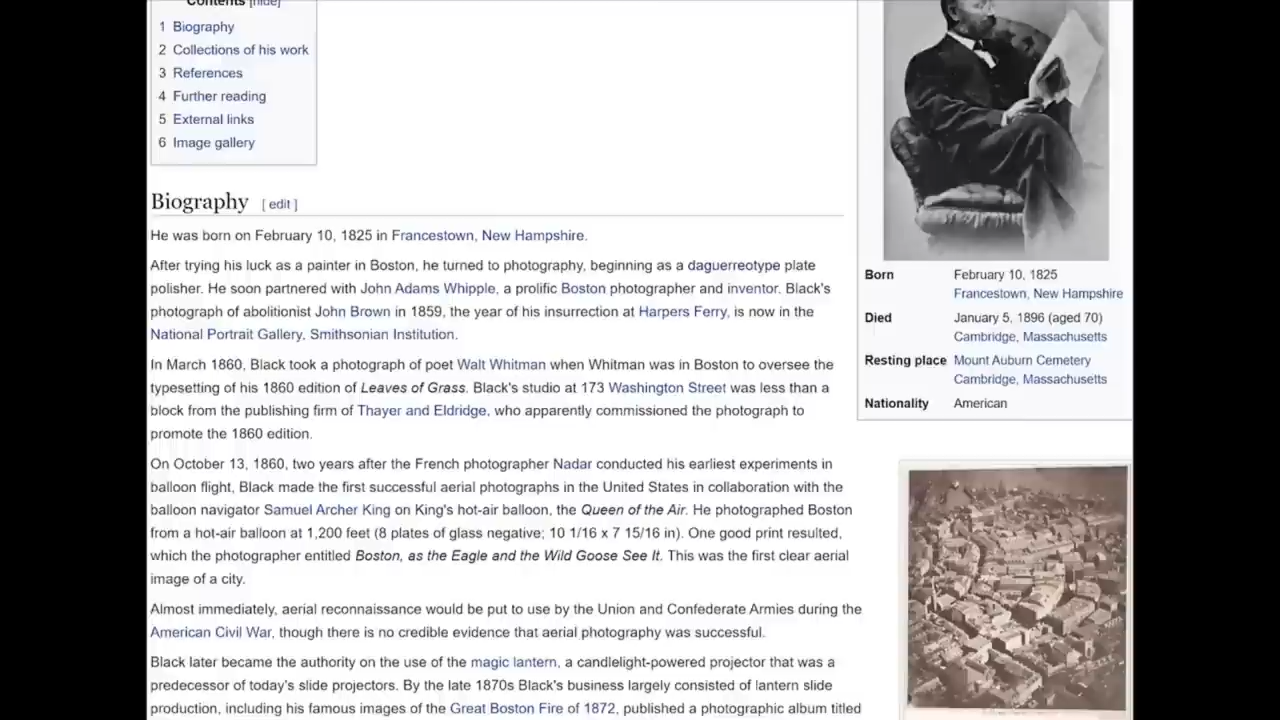 Contents [hide]
1 Biography
2 Collections of his work
3 References
4 Further reading
5 External links
6 Image gallery
Biography [ edit ]
He was born on February 10, 1825 in Francestown, New Hampshire.
After trying his luck as a painter in Boston, he turned to photography, beginning as a daguerreotype plate
polisher. He soon partnered with John Adams Whipple, a prolific Boston photographer and inventor. Black's
photograph of abolitionist John Brown in 1859, the year of his insurrection at Harpers Ferry, is now in the
National Portrait Gallery, Smithsonian Institution.
In March 1860, Black took a photograph of poet Walt Whitman when Whitman was in Boston to oversee the
typesetting of his 1860 edition of Leaves of Grass. Black's studio at 173 Washington Street was less than a
block from the publishing firm of Thayer and Eldridge, who apparently commissioned the photograph to
promote the 1860 edition.
On October 13, 1860, two years after the French photographer Nadar conducted his earliest experiments in
balloon flight, Black made the first successful aerial photographs in the United States in collaboration with the
balloon navigator Samuel Archer King on King's hot-air balloon, the Queen of the Air. He photographed Boston
from a hot-air balloon at 1,200 feet (8 plates of glass negative; 10 1/16 x 7 15/16 in). One good print resulted,
which the photographer entitled Boston, as the Eagle and the Wild Goose See It. This was the first clear aerial
image of a city.
Almost immediately, aerial reconnaissance would be put to use by the Union and Confederate Armies during the
American Civil War, though there is no credible evidence that aerial photography was successful.
Black later became the authority on the use of the magic lantern, a candlelight-powered projector that was a
predecessor of today's slide projectors. By the late 1870s Black's business largely consisted of lantern slide
production, including his famous images of the Great Boston Fire of 1872, published a photographic album titled
Born February 10, 1825
Francestown, New Hampshire
Died January 5, 1896 (aged 70)
Cambridge, Massachusetts
Resting place Mount Auburn Cemetery
Cambridge, Massachusetts
Nationality American